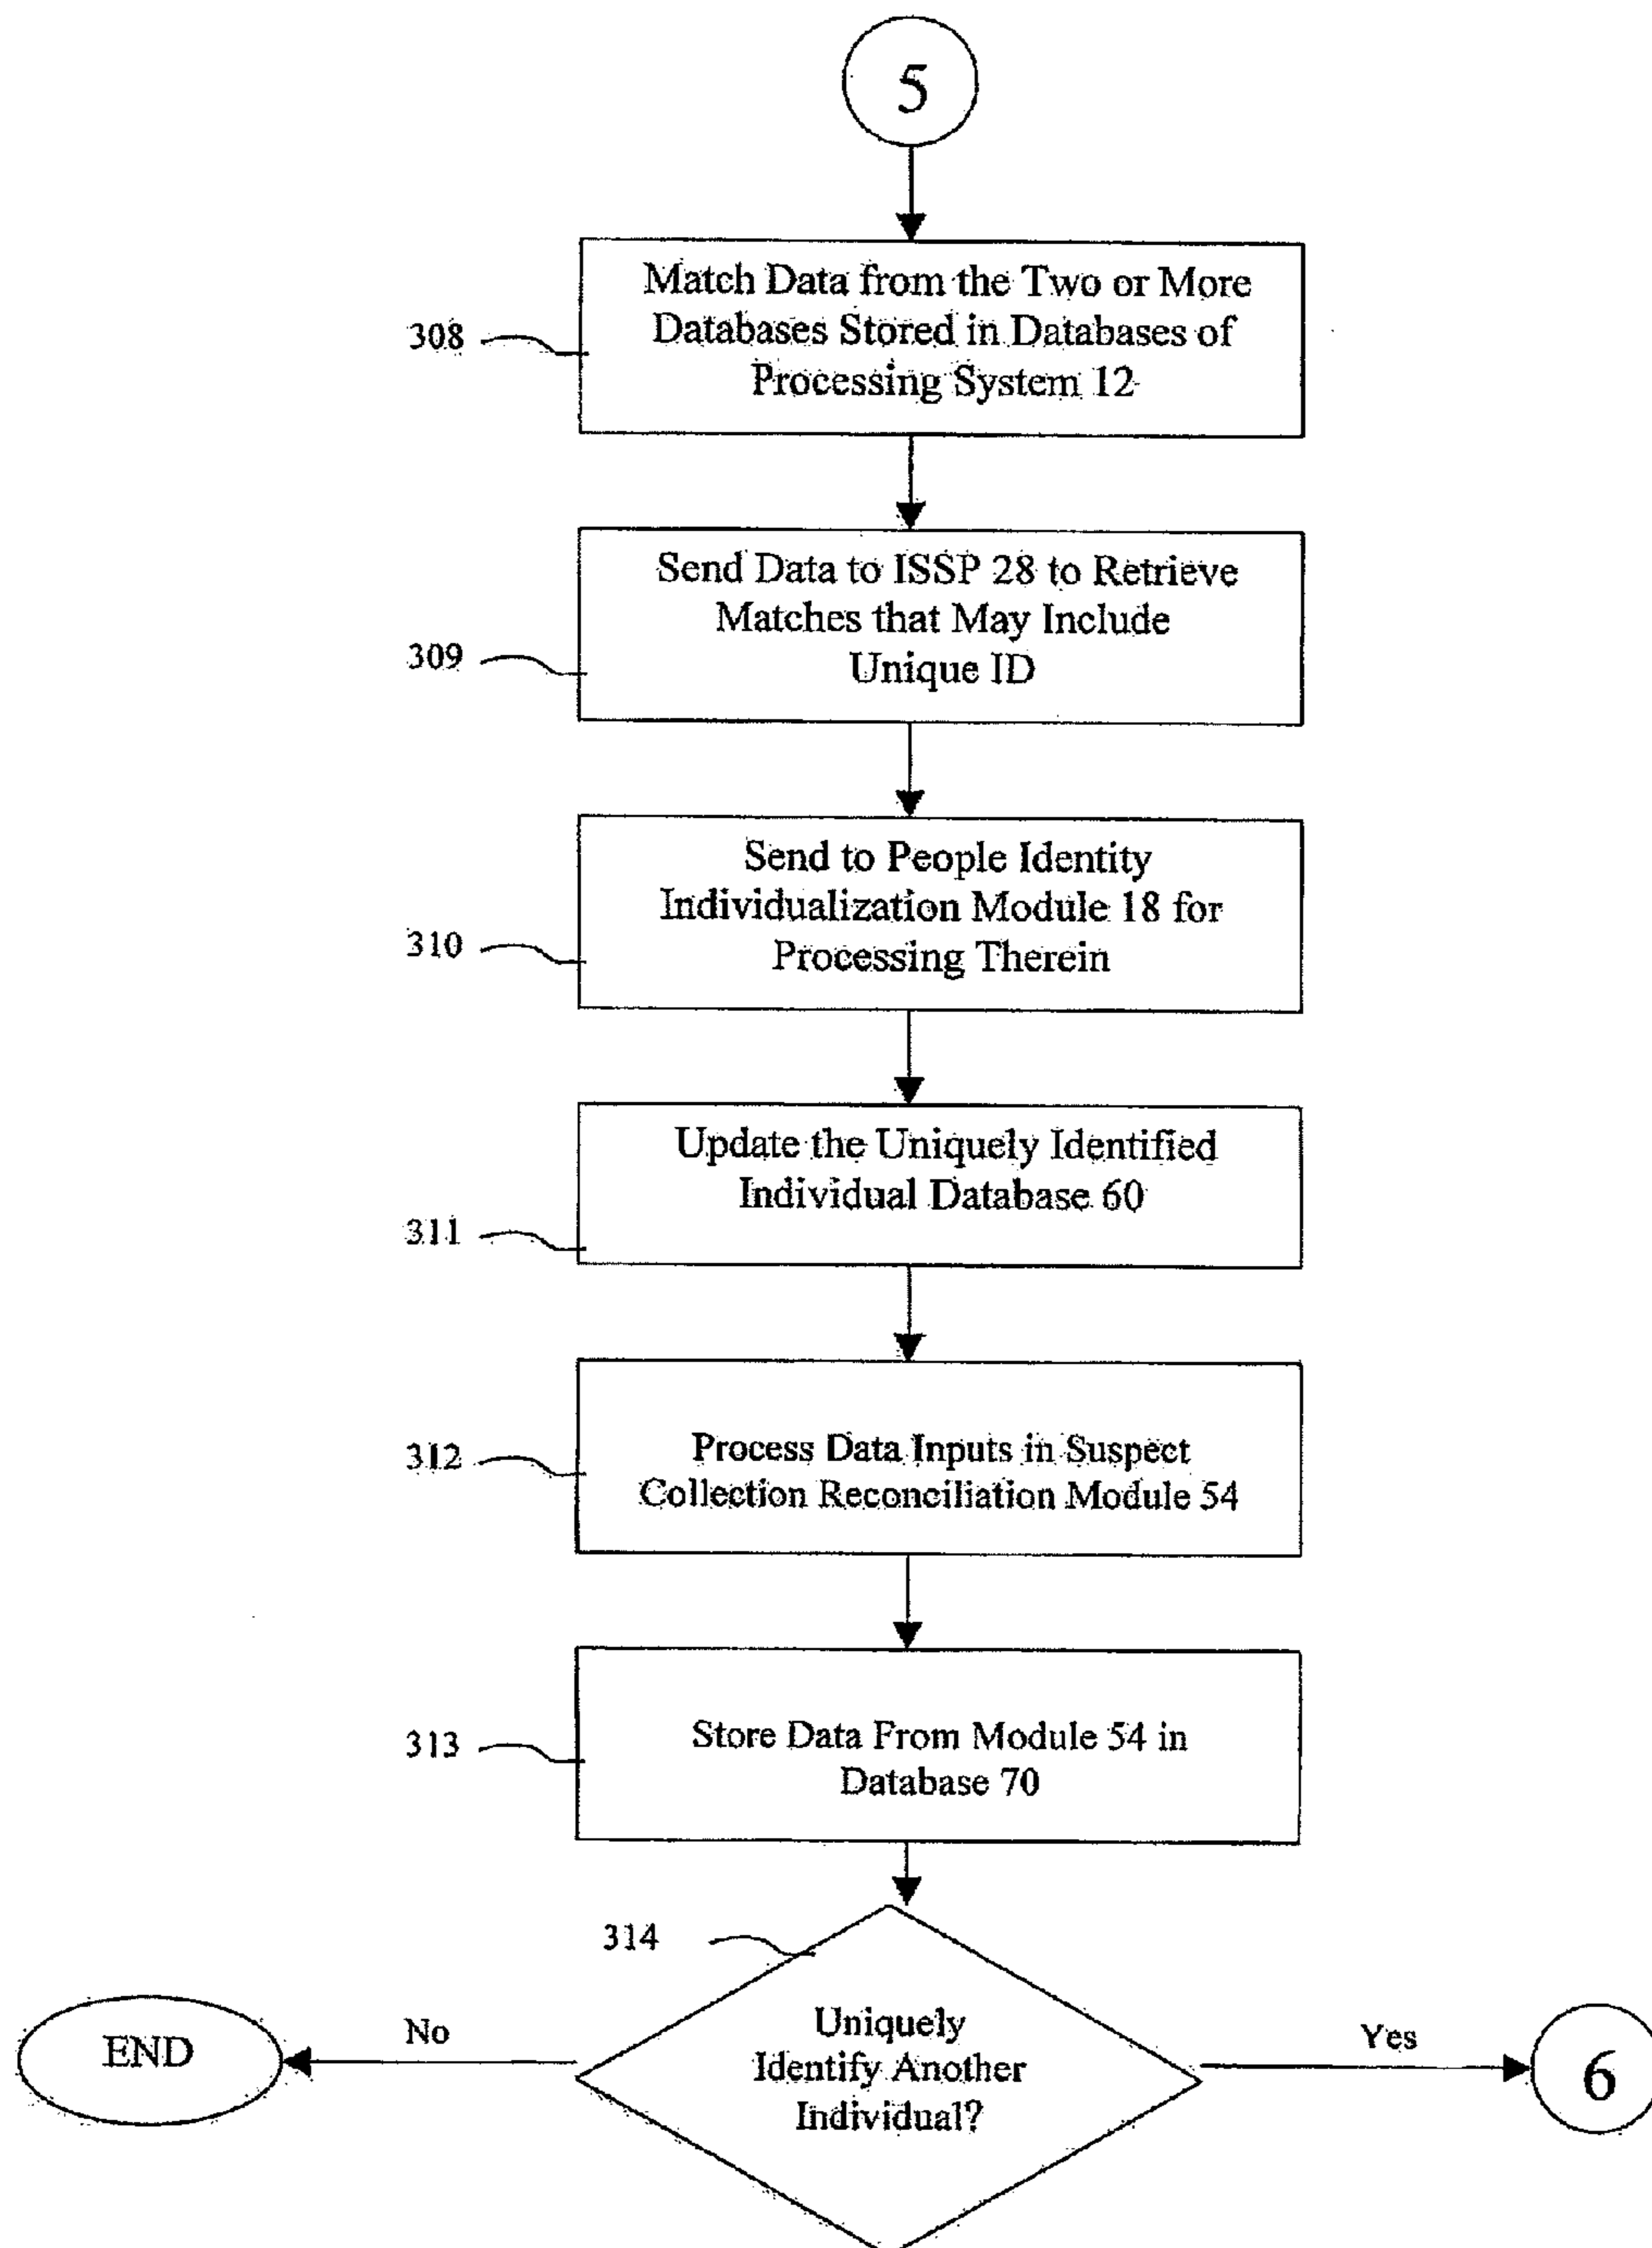 5
308
Match Data from the Two or More
Databases Stored in Databases of
Processing System 12
309
Send Data to ISSP 28 to Retrieve
Matches that May Include
Unique ID
310
Send to People Identity
Individualization Module 18 for
Processing Therein
311
Update the Uniquely Identified
Individual Database 60
312
Process Data Inputs in Suspect
Collection Reconciliation Module 54
313
Store Data From Module 54 in
Database 70
314
Uniquely
Identify Another
Individual?
No
END
Yes
6